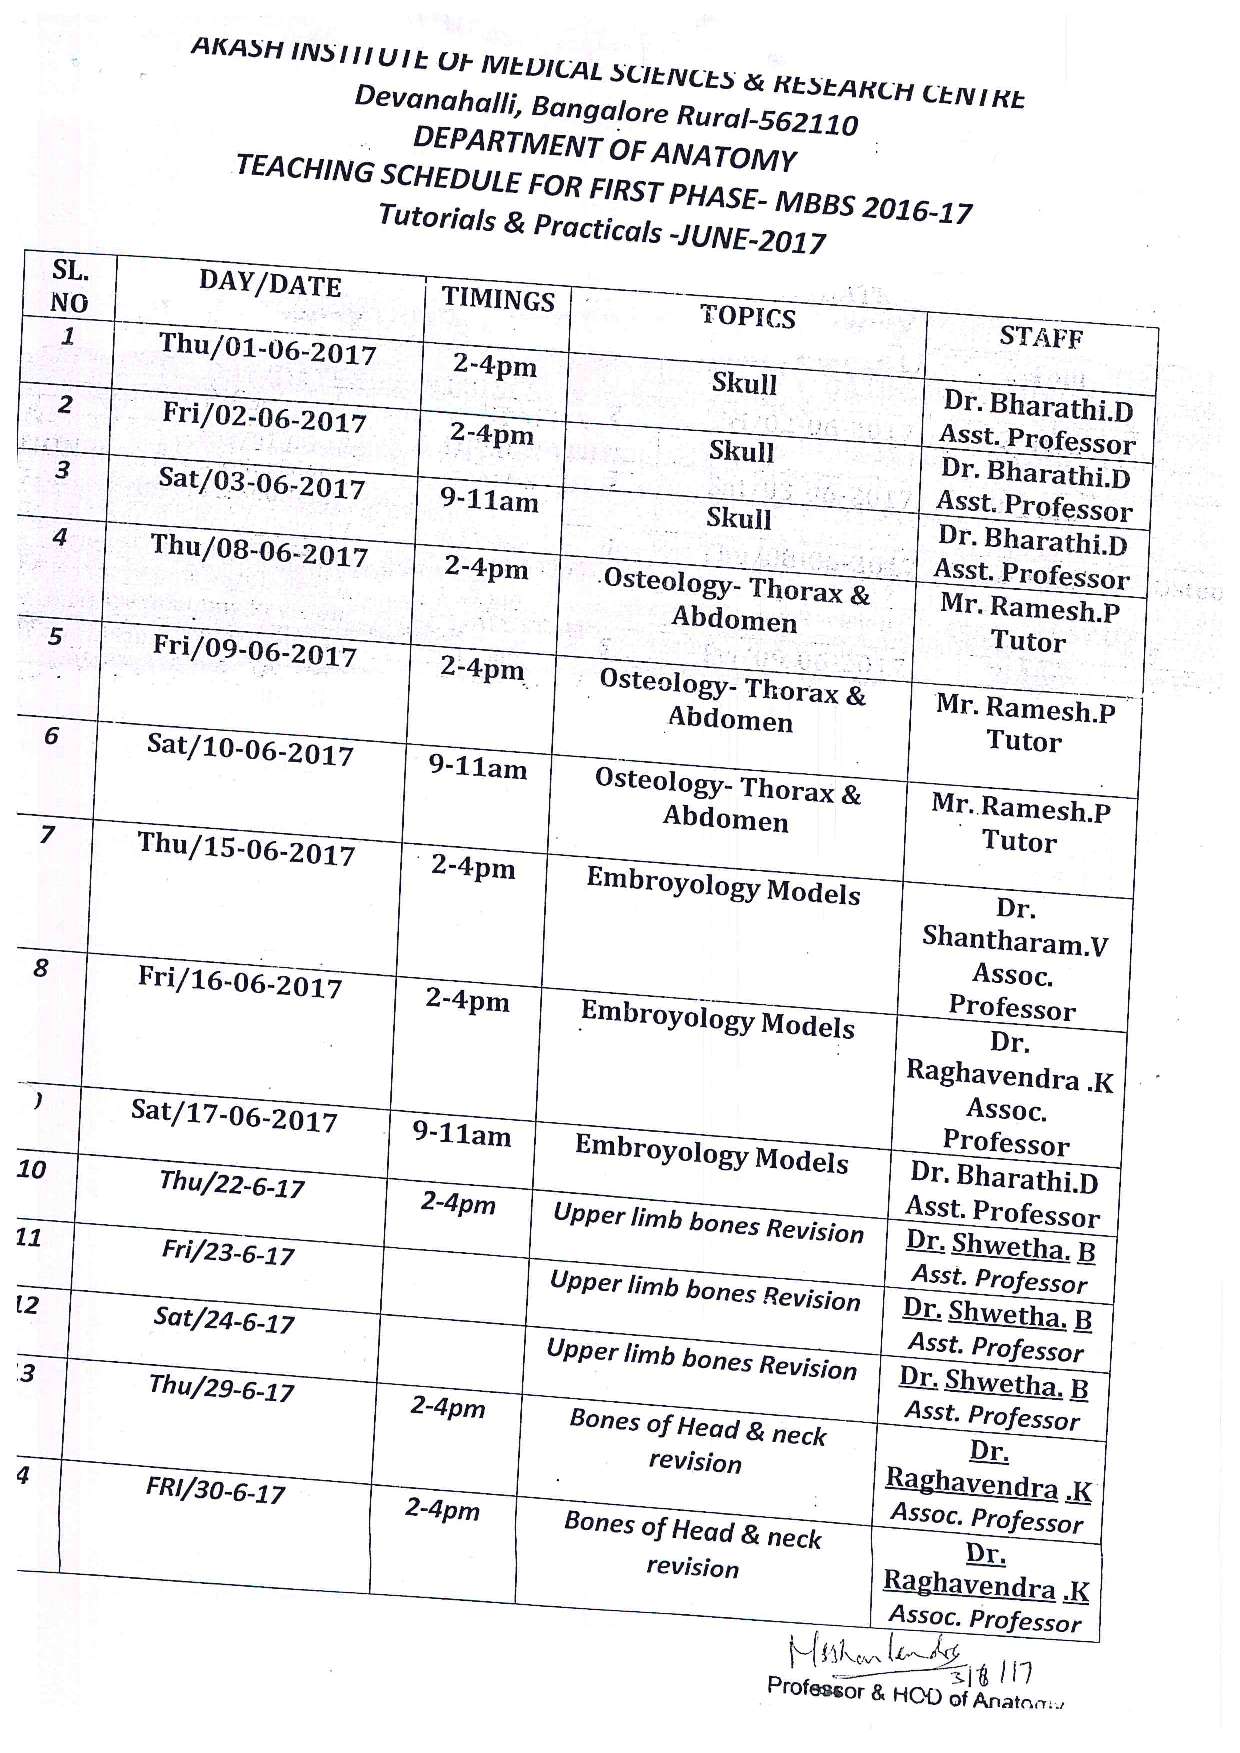 AKASH INSTITUTE OF MEDICAL SCIENCES & RESEARCH CENTRE
Devanahalli, Bangalore Rural-562110
DEPARTMENT OF ANATOMY
TEACHING SCHEDULE FOR FIRST PHASE- MBBS 2016-17
Tutorials & Practicals -JUNE-2017
SL. NO DAY/DATE TIMINGS TOPICS STAFF
1 Thu/01-06-2017 2-4pm Skull Dr. Bharathi.D
Asst. Professor
2 Fri/02-06-2017 2-4pm Skull Dr. Bharathi.D
Asst. Professor
3 Sat/03-06-2017 9-11am Skull Dr. Bharathi.D
Asst. Professor
4 Thu/08-06-2017 2-4pm Osteology- Thorax & Mr. Ramesh.P
Abdomen Tutor
5 Fri/09-06-2017 2-4pm Osteology- Thorax & Mr. Ramesh.P
Abdomen Tutor
6 Sat/10-06-2017 9-11am Osteology- Thorax & Mr. Ramesh.P
Abdomen Tutor
7 Thu/15-06-2017 2-4pm Embroyology Models Dr.
Shantharam.V
Assoc.
Professor
8 Fri/16-06-2017 2-4pm Embroyology Models Dr.
Raghavendra .K
Assoc.
Professor
) Sat/17-06-2017 9-11am Embroyology Models Dr. Bharathi.D
Asst. Professor
10 Thu/22-6-17 2-4pm Upper limb bones Revision Dr. Shwetha. B
Asst. Professor
11 Fri/23-6-17 Upper limb bones Revision Dr. Shwetha. B
Asst. Professor
12 Sat/24-6-17 Upper limb bones Revision Dr. Shwetha. B
Asst. Professor
3 Thu/29-6-17 2-4pm Bones of Head & neck Dr.
revision Raghavendra .K
Assoc. Professor
4 FRI/30-6-17 2-4pm Bones of Head & neck Dr.
revision Raghavendra .K
Assoc. Professor
3/8/17
Professor & HOD of Anatomy